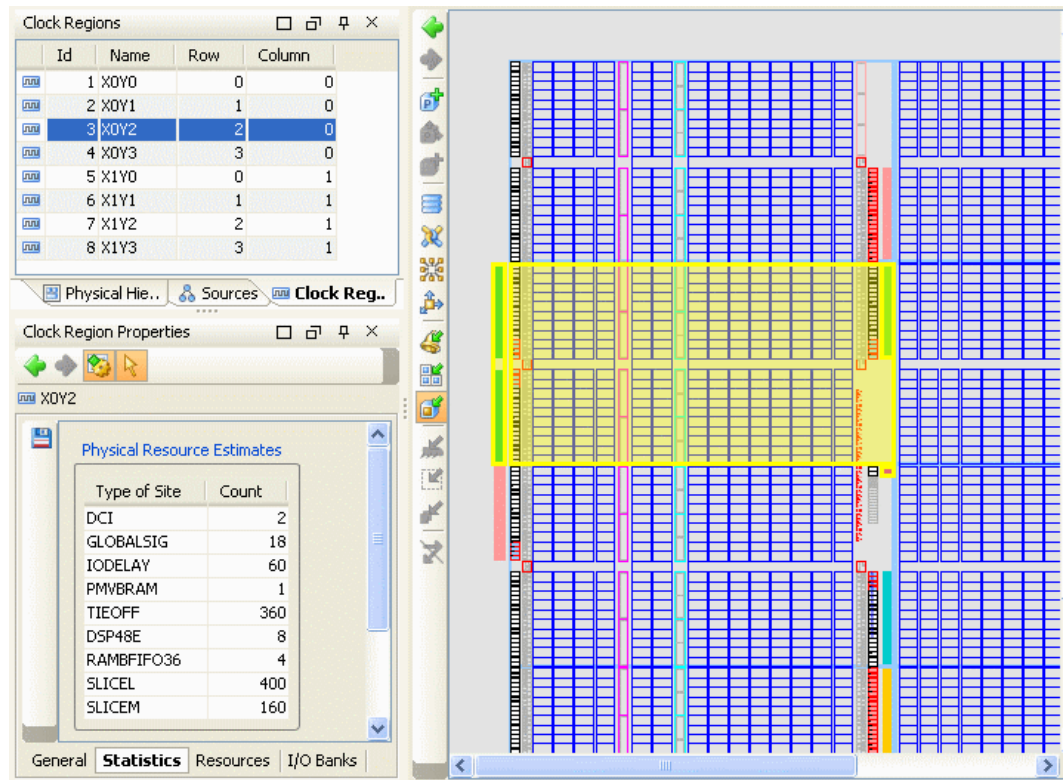 Clock Regions
Id Name Row Column
1 X0Y0 0 0
2 X0Y1 1 0
3 X0Y2 2 0
4 X0Y3 3 0
5 X1Y0 0 1
6 X1Y1 1 1
7 X1Y2 2 1
8 X1Y3 3 1
Physical Hie.. Sources Clock Reg..
Clock Region Properties
X0Y2
Physical Resource Estimates
Type of Site Count
DCI 2
GLOBALSIG 18
IODELAY 60
PMVBRAM 1
TIEOFF 360
DSP48E 8
RAMBFIFO36 4
SLICEL 400
SLICEM 160
General Statistics Resources I/O Banks